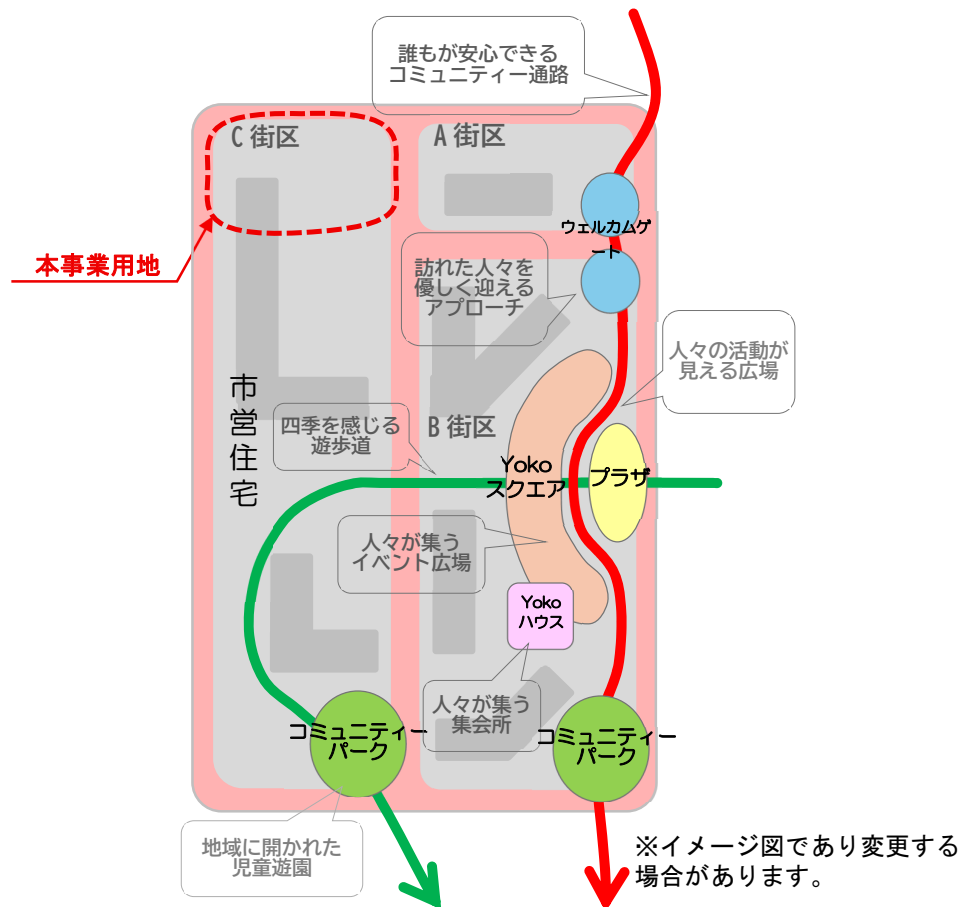 誰もが安心できる
コミュニティー通路
C街区
A街区
ウェルカムゲ
ート
本事業用地
訪れた人々を
優しく迎える
アプローチ
人々の活動が
見える広場
市営住宅
四季を感じる
遊歩道
B街区
Yoko
スクエア
プラザ
人々が集う
イベント広場
Yoko
ハウス
人々が集う
集会所
コミュニティー
パーク
コミュニティー
パーク
地域に開かれた
児童遊園
※イメージ図であり変更する
場合があります。